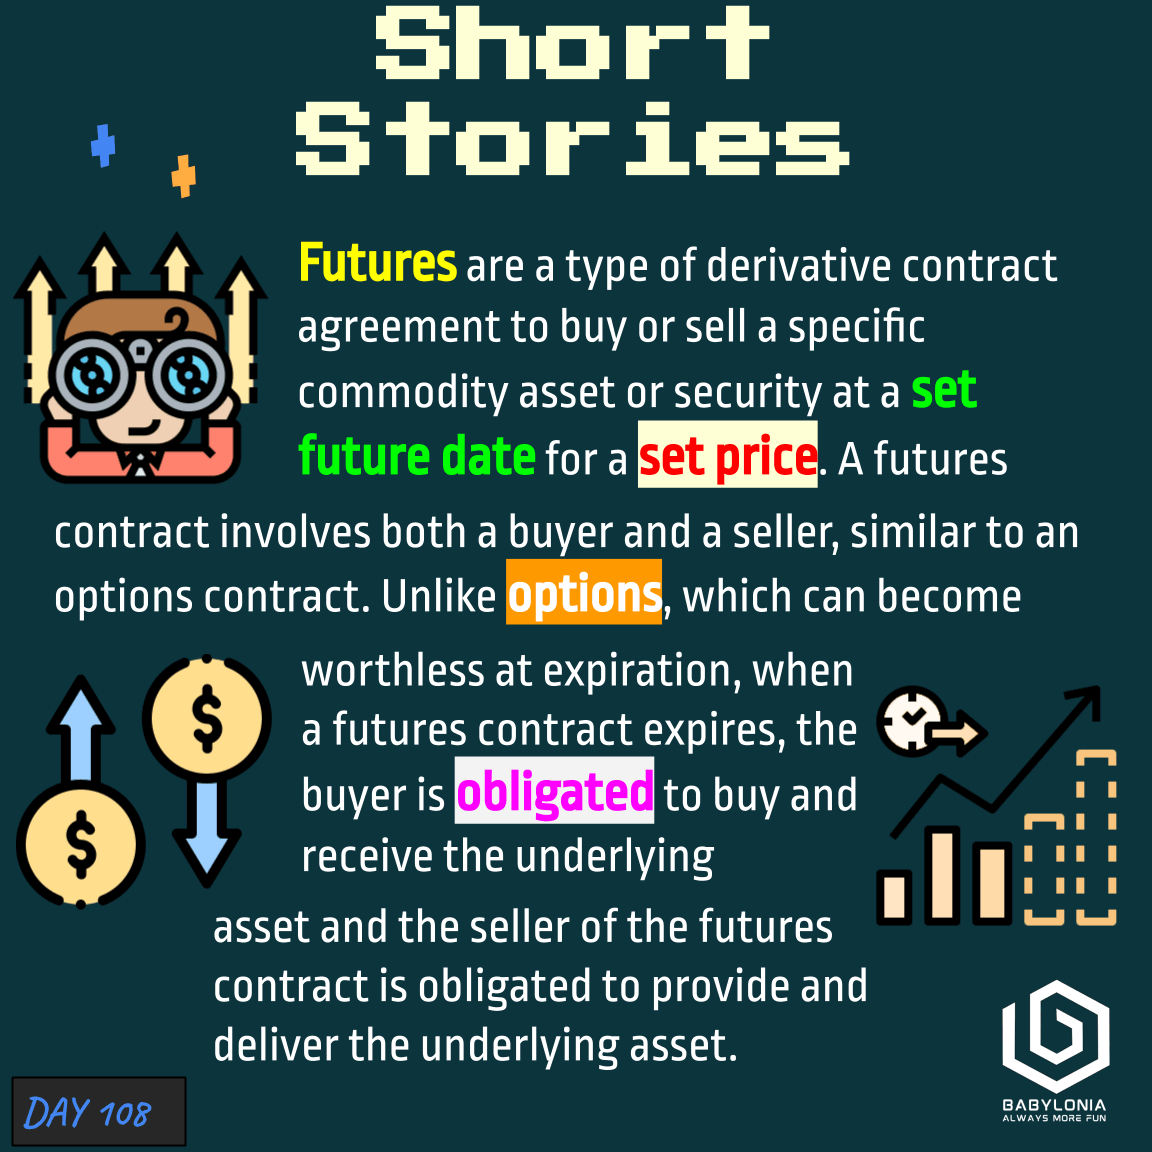 Short
Stories
Futures are a type of derivative contract
agreement to buy or sell a specific
commodity asset or security at a set
future date for a set price. A futures
contract involves both a buyer and a seller, similar to an
options contract. Unlike options, which can become
worthless at expiration, when
a futures contract expires, the
buyer is obligated to buy and
receive the underlying
asset and the seller of the futures
contract is obligated to provide and
deliver the underlying asset.
$
$
DAY 108
BABYLONIA
ALWAYS MORE FUN